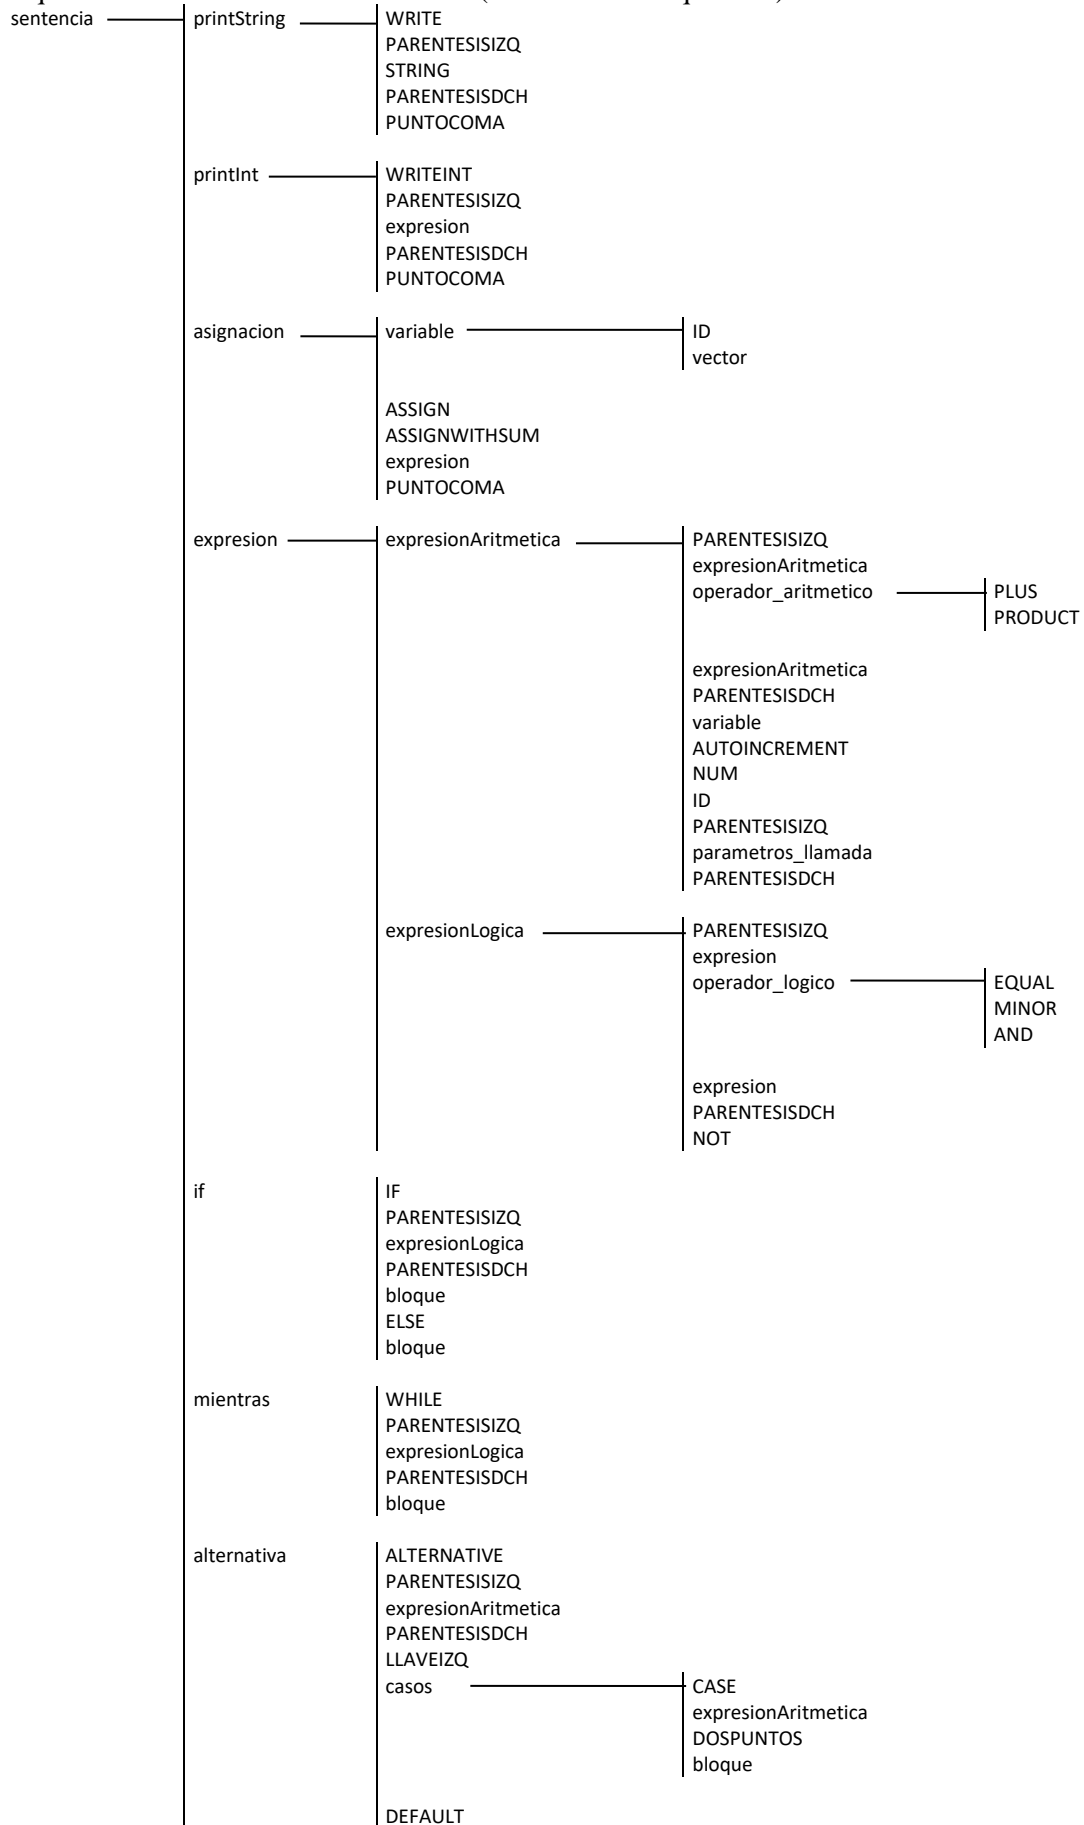 sentencia printString WRITE
PARENTESISIZQ
STRING
PARENTESISDCH
PUNTOCOMA
printInt WRITEINT
PARENTESISIZQ
expresion
PARENTESISDCH
PUNTOCOMA
asignacion variable ID
vector
ASSIGN
ASSIGNWITHSUM
expresion
PUNTOCOMA
expresion expresionAritmetica PARENTESISIZQ
expresionAritmetica
operador_aritmetico PLUS
PRODUCT
expresionAritmetica
PARENTESISDCH
variable
AUTOINCREMENT
NUM
ID
PARENTESISIZQ
parametros_llamada
PARENTESISDCH
expresionLogica PARENTESISIZQ
expresion
operador_logico EQUAL
MINOR
AND
expresion
PARENTESISDCH
NOT
if IF
PARENTESISIZQ
expresionLogica
PARENTESISDCH
bloque
ELSE
bloque
mientras WHILE
PARENTESISIZQ
expresionLogica
PARENTESISDCH
bloque
alternativa ALTERNATIVE
PARENTESISIZQ
expresionAritmetica
PARENTESISDCH
LLAVEIZQ
casos CASE
expresionAritmetica
DOSPUNTOS
bloque
DEFAULT